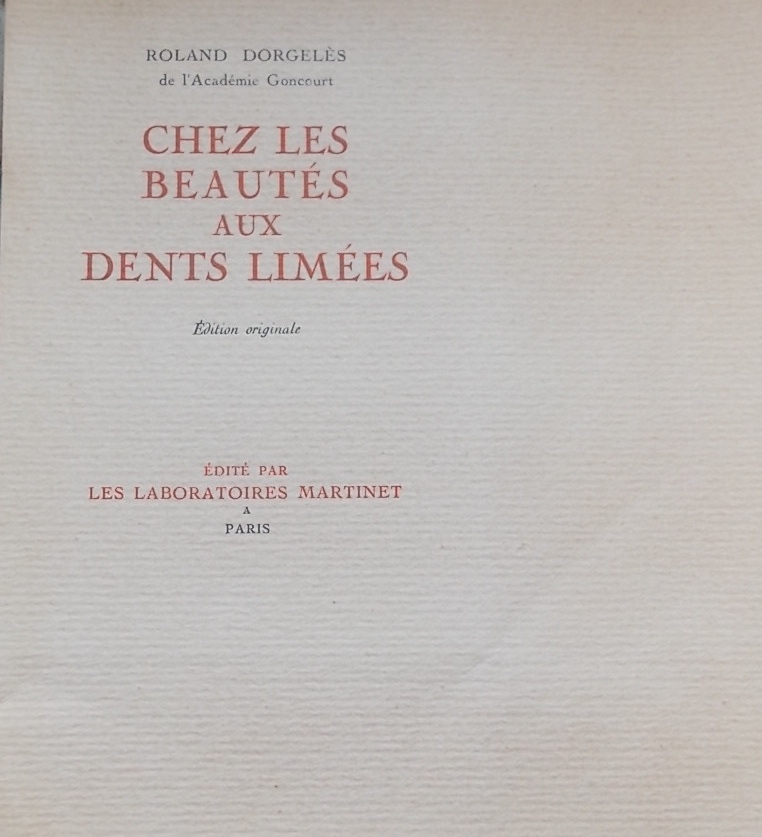 ROLAND DORGELÈS
de l'Académie Goncourt
CHEZ LES
BEAUTÉS
AUX
DENTS LIMÉES
Édition originale
ÉDITÉ PAR
LES LABORATOIRES MARTINET
A
PARIS